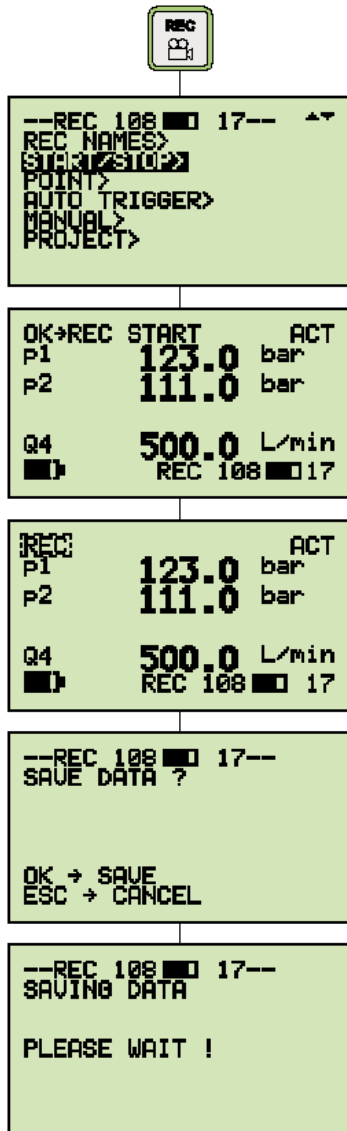 REC
--REC 108 17--
REC NAMES>
START/STOP>
POINT>
AUTO TRIGGER>
MANUAL>
PROJECT>
OK→REC START ACT
p1 123.0 bar
p2 111.0 bar
Q4 500.0 L/min
REC 108 17
REC ACT
p1 123.0 bar
p2 111.0 bar
Q4 500.0 L/min
REC 108 17
--REC 108 17--
SAVE DATA ?
OK → SAVE
ESC → CANCEL
--REC 108 17--
SAVING DATA
PLEASE WAIT !